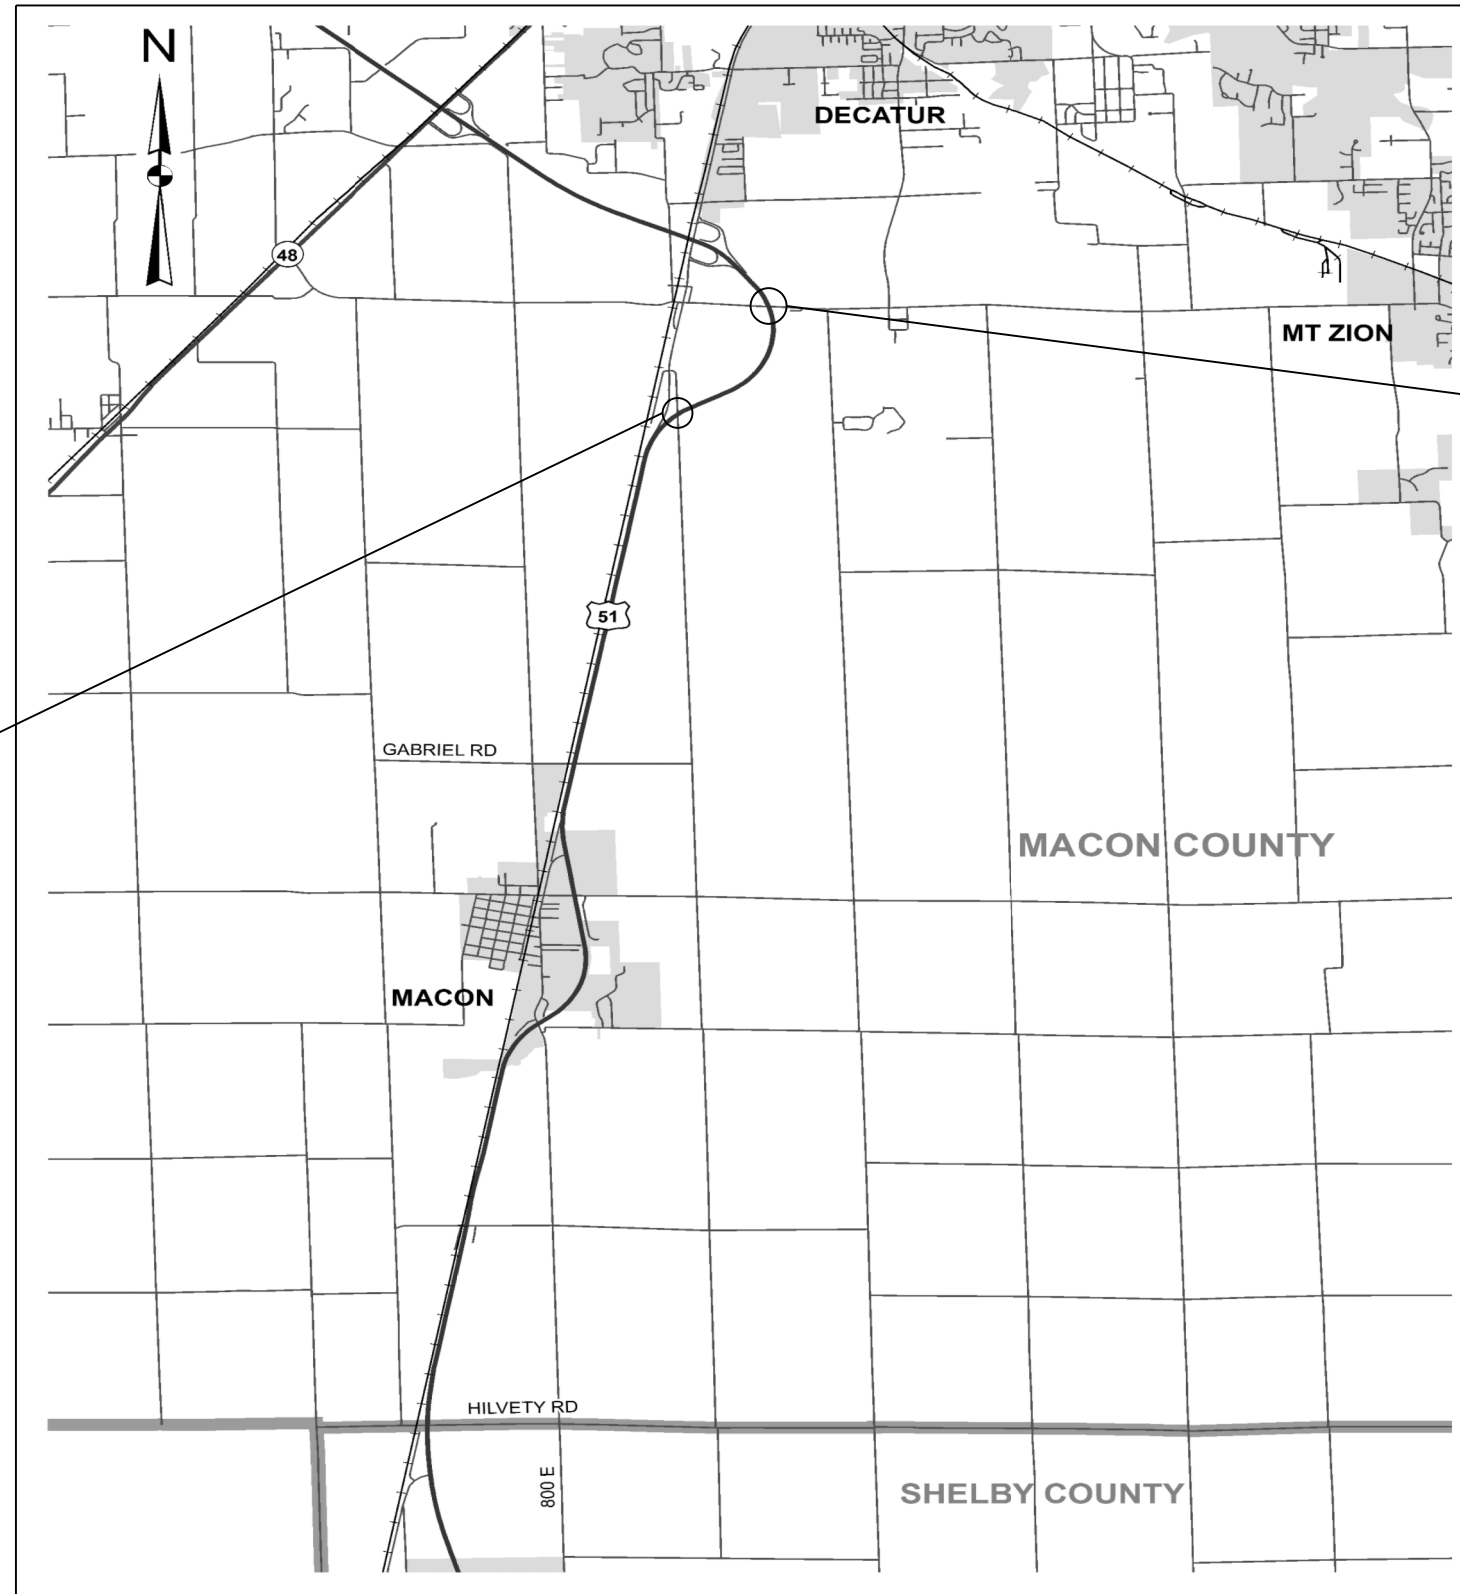 N
DECATUR
48
MT ZION
51
GABRIEL RD
MACON COUNTY
MACON
HILVETY RD
800 E
SHELBY COUNTY